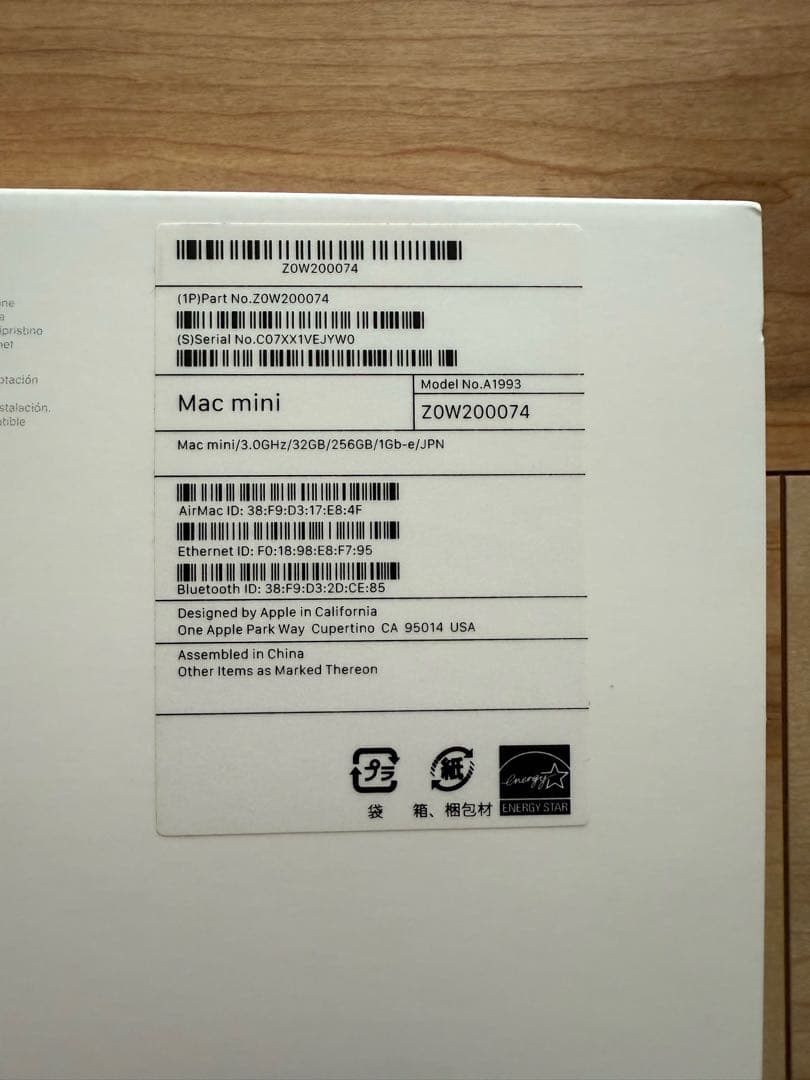 ipristino
otación
stalación.
Z0W200074
(1P)Part No.Z0W200074
(S)Serial No.C07XX1VEJYW0
Mac mini
Model No.A1993
Z0W200074
Mac mini/3.0GHz/32GB/256GB/1Gb-e/JPN
AirMac ID: 38:F9:D3:17:E8:4F
Ethernet ID: F0:18:98:E8:F7:95
Bluetooth ID: 38:F9:D3:2D:CE:85
Designed by Apple in California
One Apple Park Way Cupertino CA 95014 USA
Assembled in China
Other Items as Marked Thereon
プラ 紙 energy
袋 箱、梱包材 ENERGY STAR